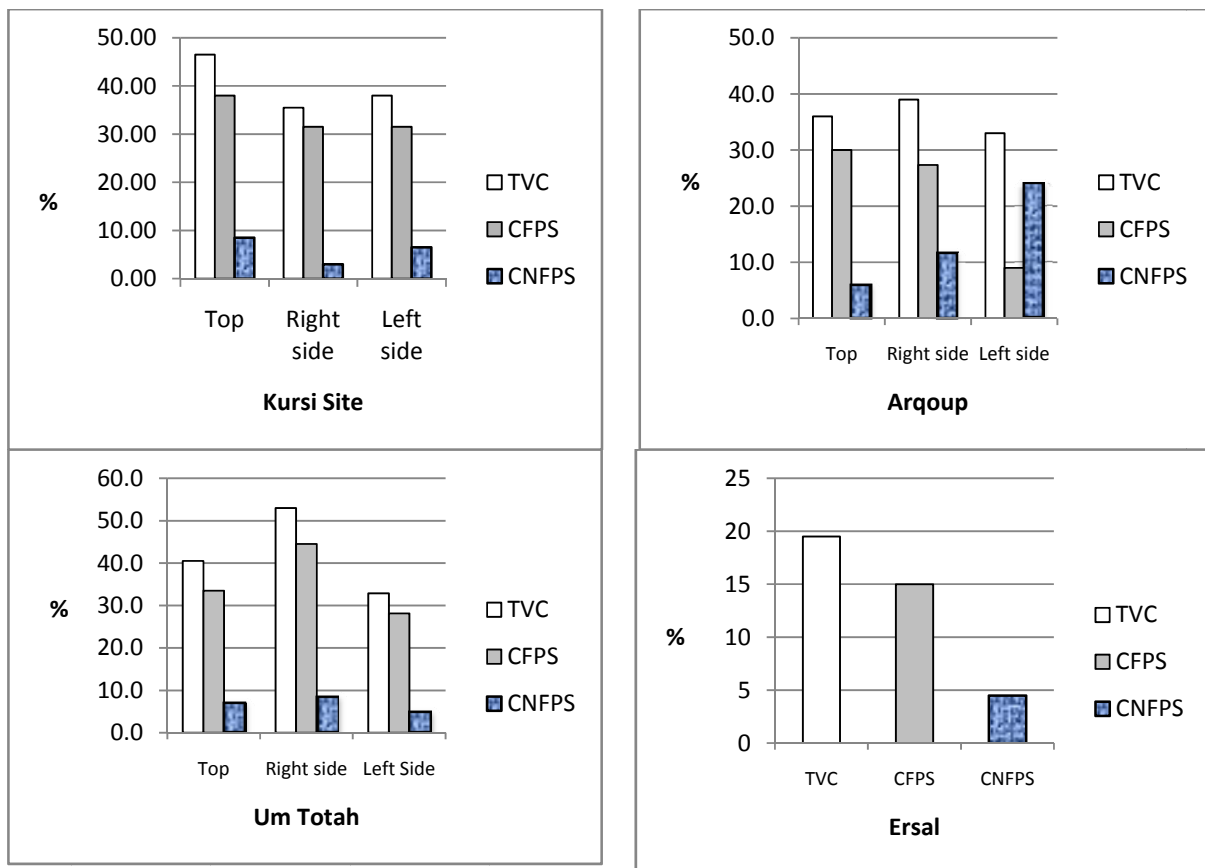 50.00
40.00
30.00
20.00
10.00
0.00
%
Top
Right
side
Left
side
Kursi Site
TVC
CFPS
CNFPS
50.0
40.0
30.0
20.0
10.0
0.0
%
Top Right side Left side
Arqoup
TVC
CFPS
CNFPS
60.0
50.0
40.0
30.0
20.0
10.0
0.0
%
Top Right side Left Side
Um Totah
TVC
CFPS
CNFPS
25
20
15
10
5
0
%
TVC CFPS CNFPS
Ersal
TVC
CFPS
CNFPS